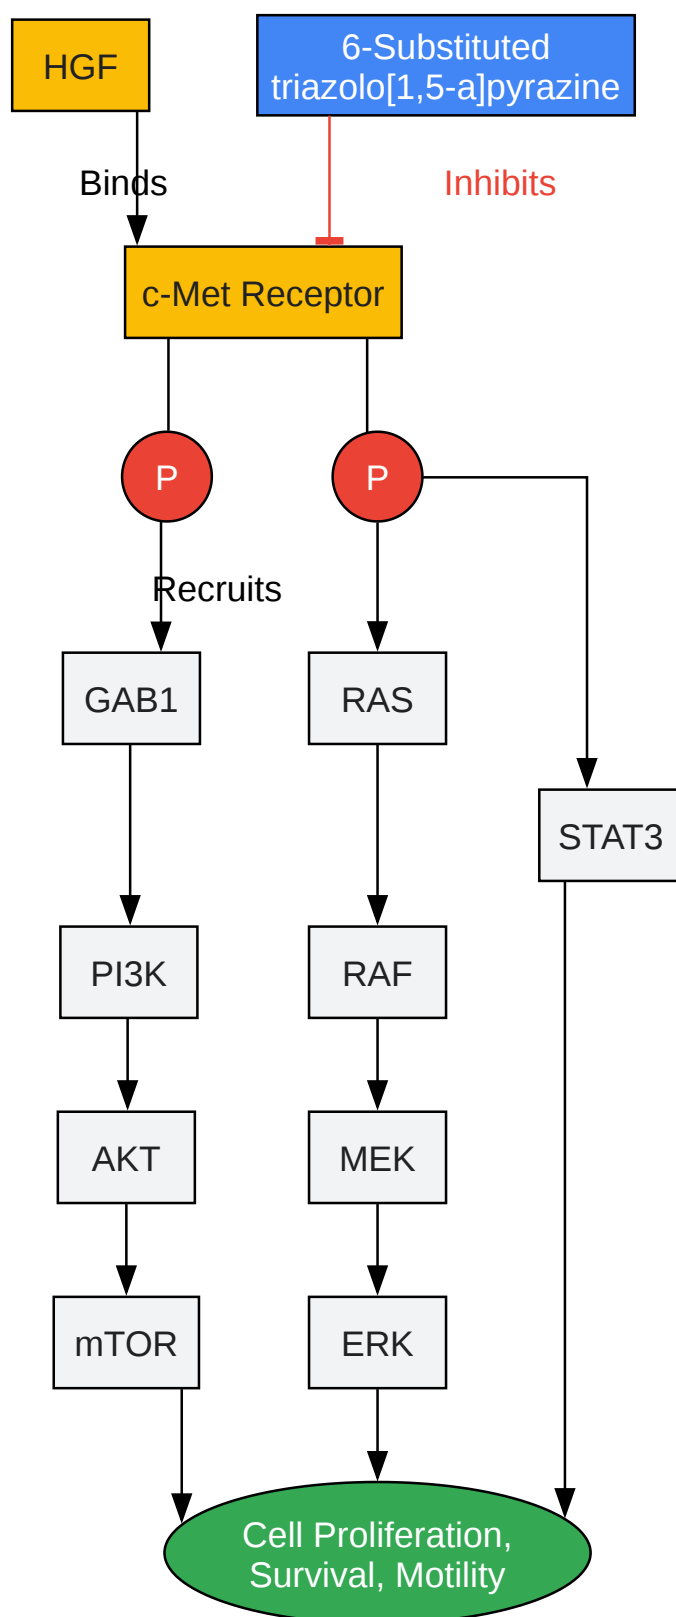 HGF
6-Substituted
triazolo[1,5-a]pyrazine
Binds
Inhibits
c-Met Receptor
P
P
Recruits
GAB1
RAS
STAT3
PI3K
RAF
AKT
MEK
mTOR
ERK
Cell Proliferation,
Survival, Motility